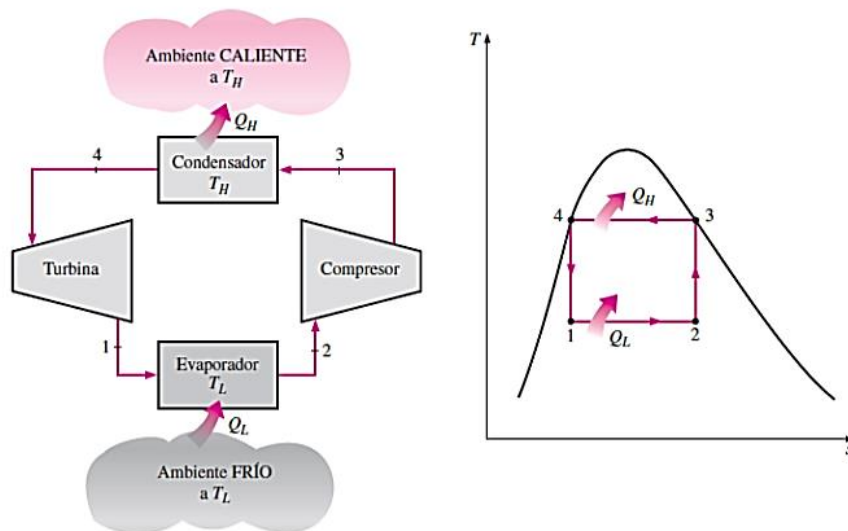 Ambiente CALIENTE
a T_H
Q_H
4
3
Condensador
T_H
Turbina
Compresor
1
2
Evaporador
T_L
Q_L
Ambiente FRÍO
a T_L
T
4
Q_H
3
1
Q_L
2
s